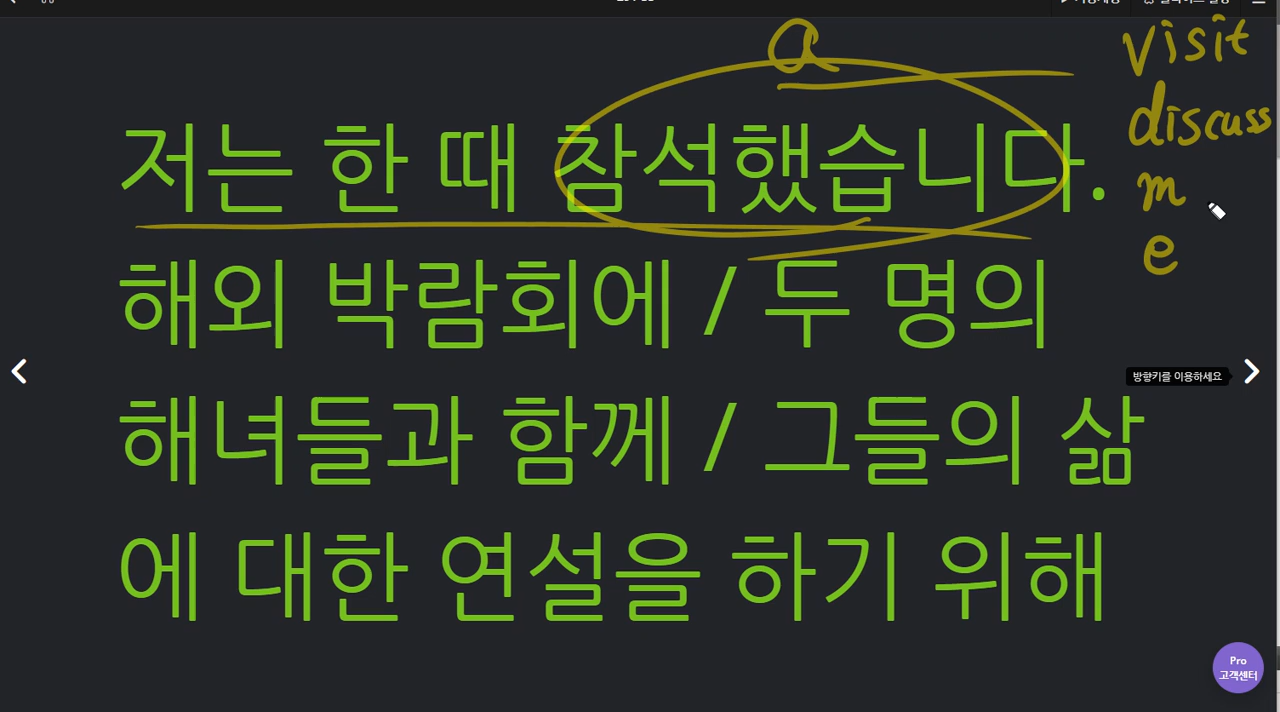 a
visit
discuss
m
e
저는 한 때 참석했습니다.
해외 박람회에 / 두 명의
해녀들과 함께 / 그들의 삶
에 대한 연설을 하기 위해
방향키를 이용하세요
Pro
고객센터